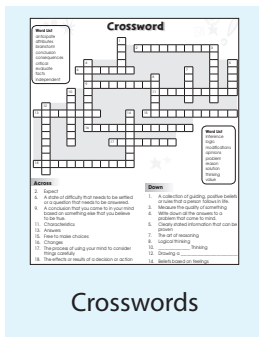 Crossword
Word List
anticipate
attributes
brainstorm
conclusion
consequences
critical
evaluate
facts
independent
Word List
inference
logic
modifications
opinions
problem
reason
solution
thinking
value
Across
2. Expect
6. A state of difficulty that needs to be settled
or a question that needs to be answered.
9. A conclusion that you come to in your mind
based on something else that you believe
to be true.
11. Characteristics
13. Answers
15. Free to make choices
16. Changes
17. The process of using your mind to consider
things carefully
18. The effects or results of a decision or action
Down
1. A collection of guiding, positive beliefs
or rules that a person follows in life
3. Measure the quality of something
4. Write down all the answers to a
problem that come to mind
5. Clearly stated information that can be
proven
7. The art of reasoning
8. Logical thinking
10. ____________ Thinking
12. Drawing a ____________
14. Beliefs based on feelings
Crosswords